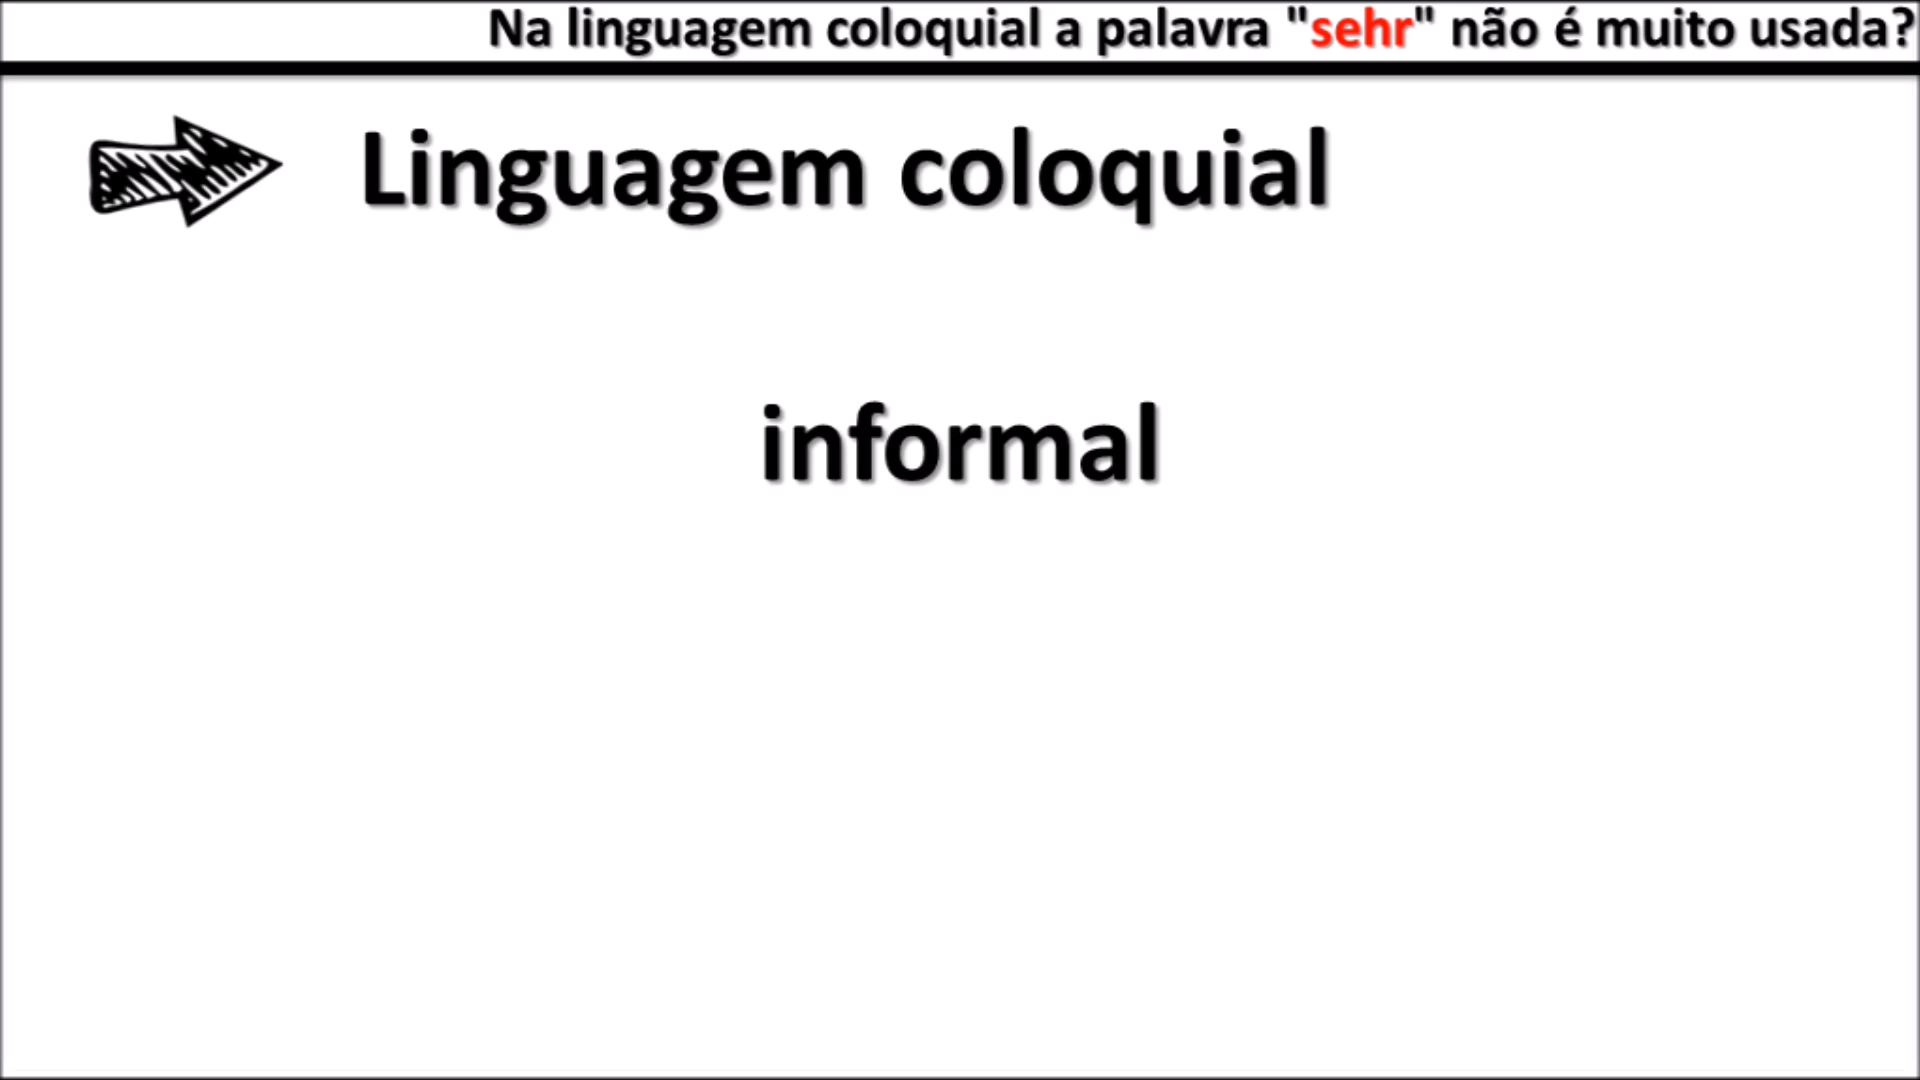 Na linguagem coloquial a palavra "sehr" não é muito usada?
Linguagem coloquial
informal